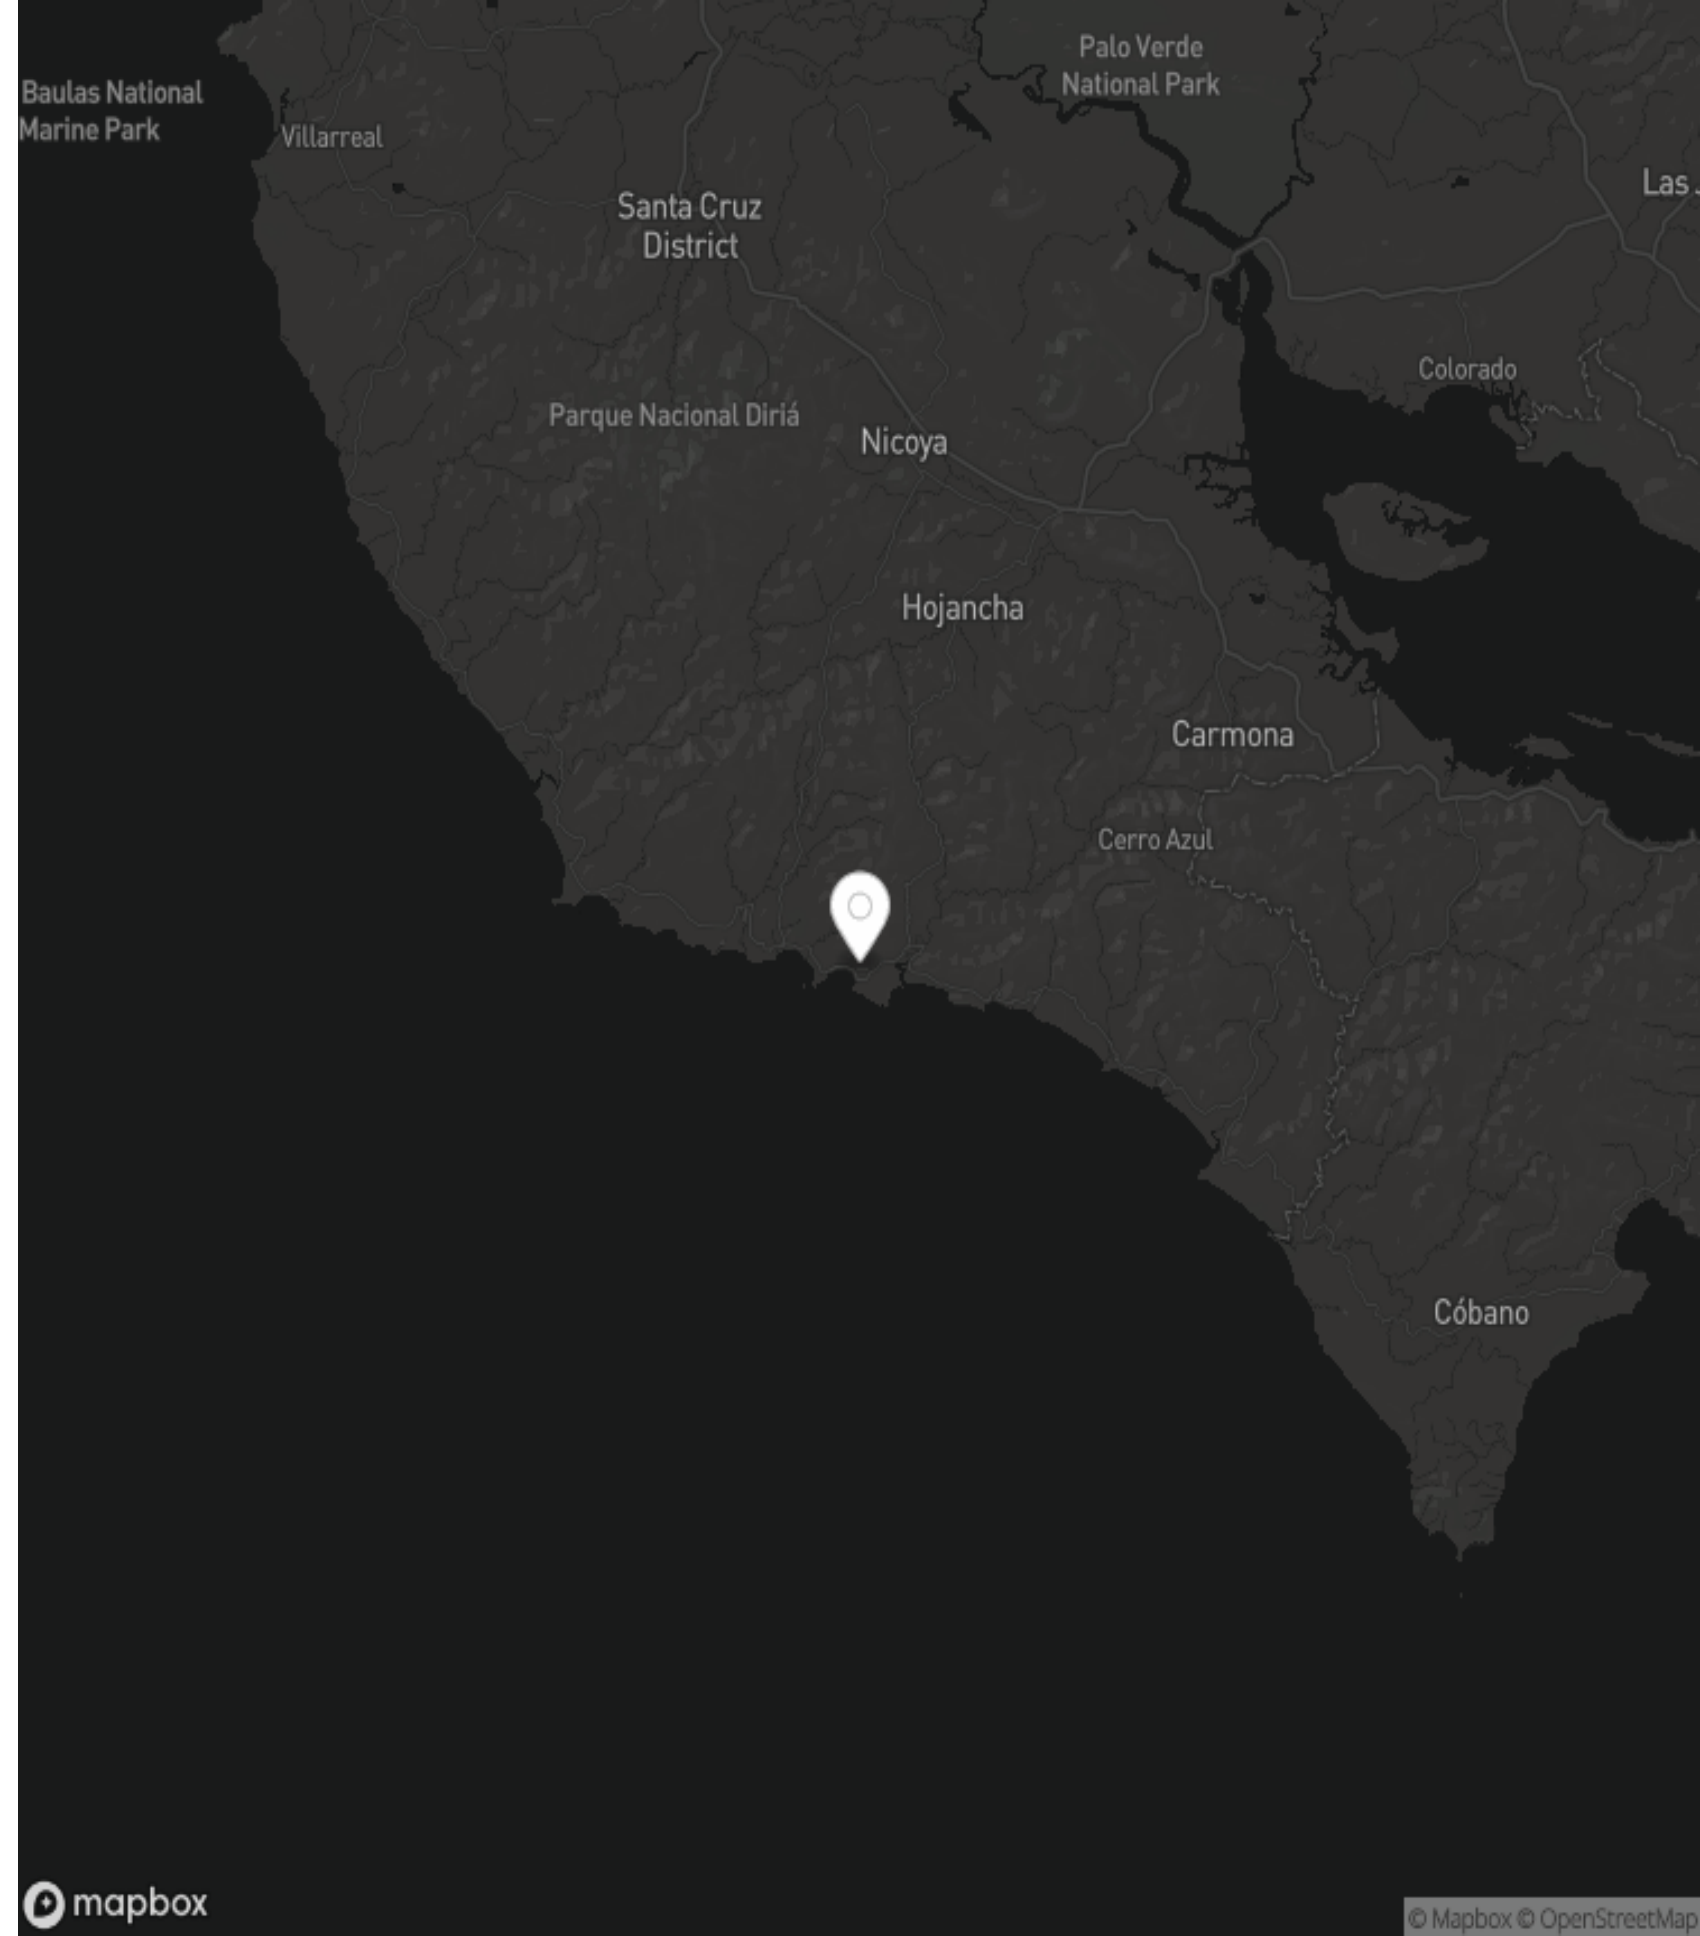 Palo Verde
National Park
Baulas National
Marine Park
Villarreal
Las
Santa Cruz
District
Colorado
Parque Nacional Diriá
Nicoya
Hojancha
Carmona
Cerro Azul
Cóbano
mapbox
© Mapbox © OpenStreetMap